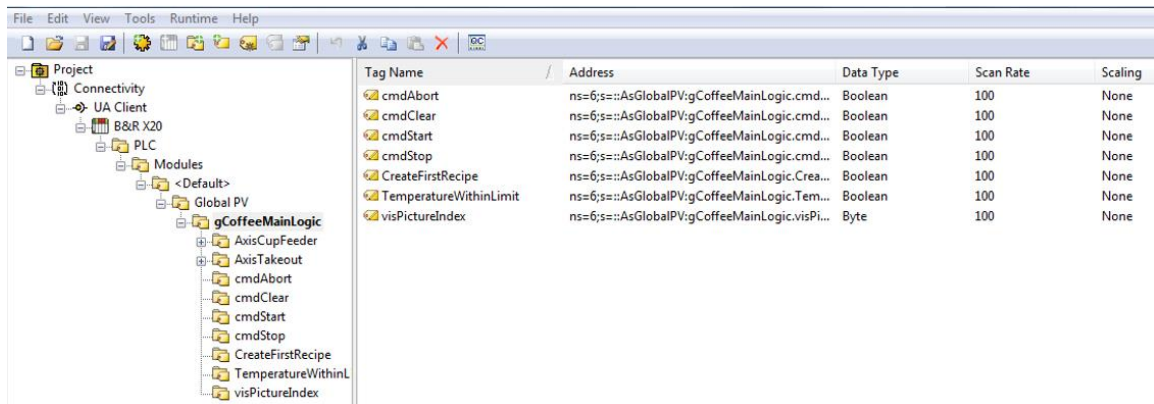 File Edit View Tools Runtime Help
Project
Connectivity
UA Client
B&R X20
PLC
Modules
<Default>
Global PV
gCoffeeMainLogic
AxisCupFeeder
AxisTakeout
cmdAbort
cmdClear
cmdStart
cmdStop
CreateFirstRecipe
TemperatureWithinL
visPictureIndex
Tag Name / Address Data Type Scan Rate Scaling
cmdAbort ns=6;s=::AsGlobalPV:gCoffeeMainLogic.cmd... Boolean 100 None
cmdClear ns=6;s=::AsGlobalPV:gCoffeeMainLogic.cmd... Boolean 100 None
cmdStart ns=6;s=::AsGlobalPV:gCoffeeMainLogic.cmd... Boolean 100 None
cmdStop ns=6;s=::AsGlobalPV:gCoffeeMainLogic.cmd... Boolean 100 None
CreateFirstRecipe ns=6;s=::AsGlobalPV:gCoffeeMainLogic.Crea... Boolean 100 None
TemperatureWithinLimit ns=6;s=::AsGlobalPV:gCoffeeMainLogic.Tem... Boolean 100 None
visPictureIndex ns=6;s=::AsGlobalPV:gCoffeeMainLogic.visPi... Byte 100 None